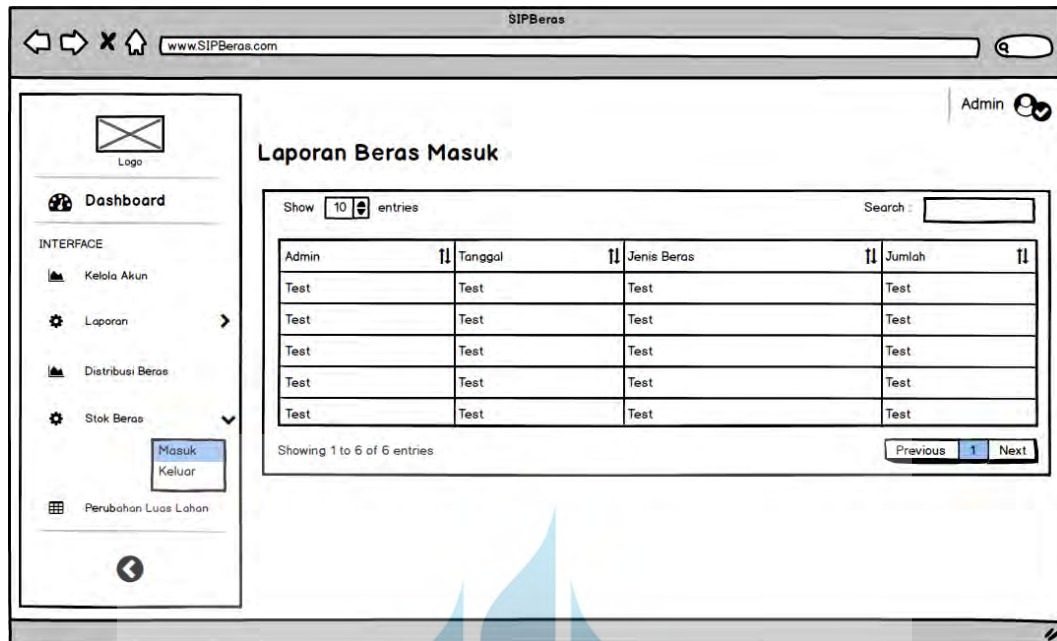 SIPBeras
www.SIPBeras.com
Admin
Logo
Laporan Beras Masuk
Dashboard
INTERFACE
Kelola Akun
Laporan
Distribusi Beras
Stok Beras
Masuk
Keluar
Perubahan Luas Lahan
Show 10 entries Search :
Admin Tanggal Jenis Beras Jumlah
Test Test Test Test
Test Test Test Test
Test Test Test Test
Test Test Test Test
Test Test Test Test
Showing 1 to 6 of 6 entries Previous 1 Next